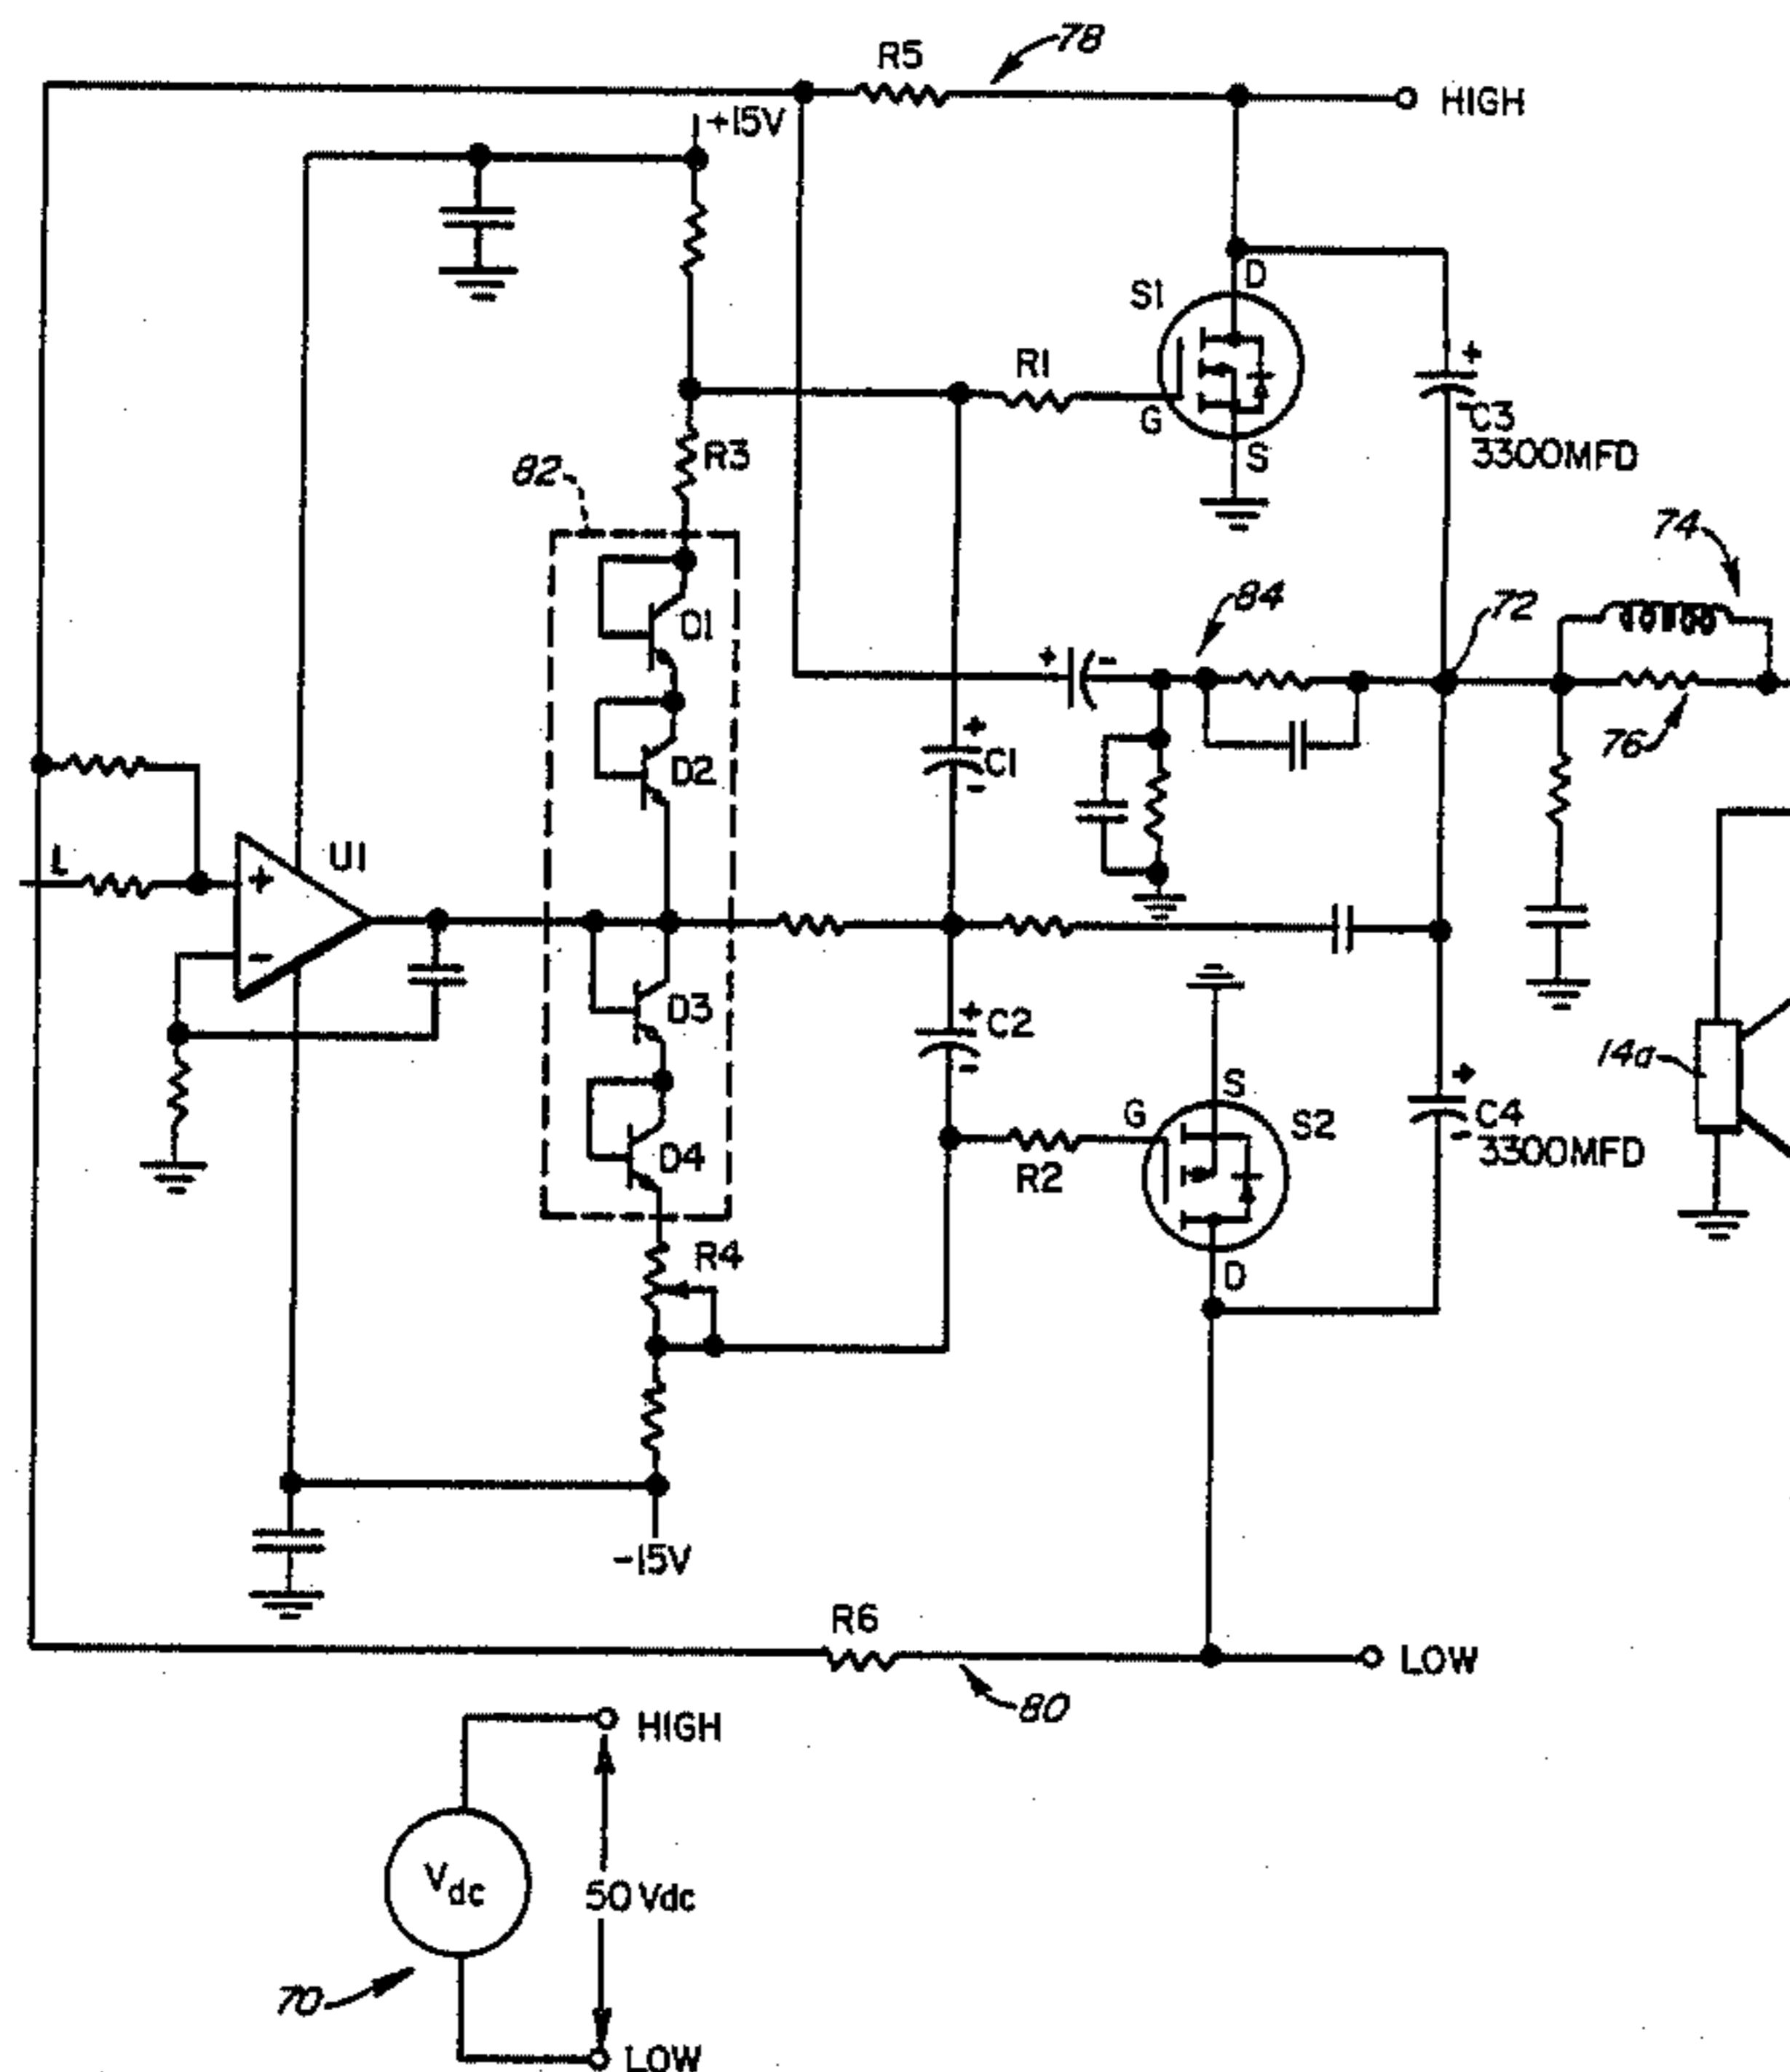 78
R5
HIGH
+15V
D
S1
R1
+
G
C3
-
3300MFD
R3
S
82
74
D1
84
72
+ -
D2
+
C1
-
76
L
U1
+
-
D3
+
C2
-
14a
S
+
G
S2
C4
-
3300MFD
D4
R2
R4
D
-15V
R6
LOW
80
HIGH
Vdc
50 Vdc
70
LOW